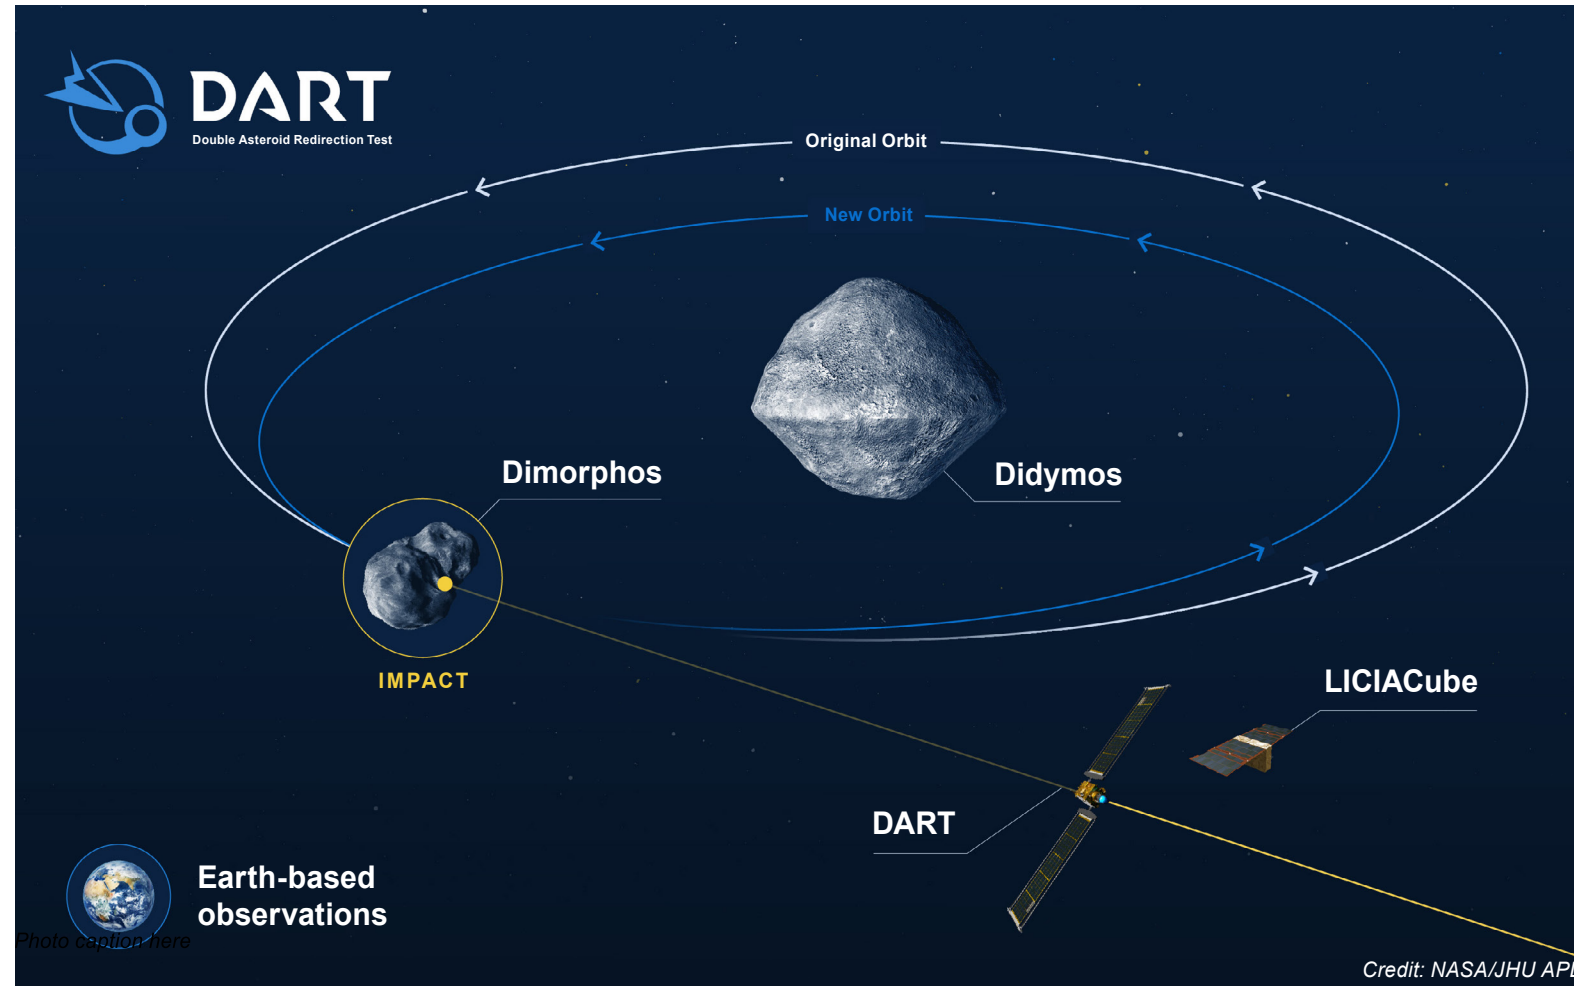 DART
Double Asteroid Redirection Test
Original Orbit
New Orbit
Dimorphos
Didymos
IMPACT
LICIACube
DART
Earth-based
observations
Photo caption here
Credit: NASA/JHU APL